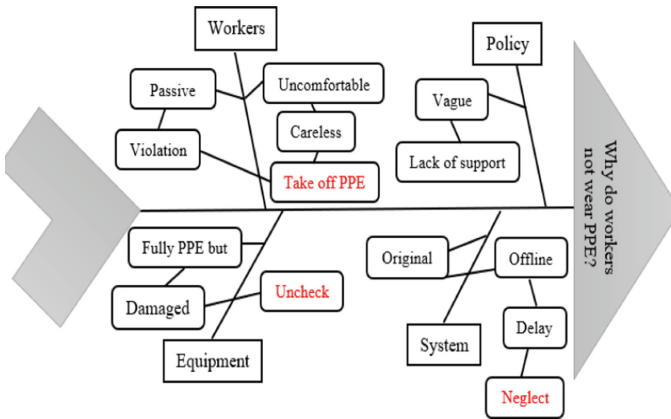 Workers
Policy
Passive
Uncomfortable
Vague
Careless
Violation
Lack of support
Take off PPE
Why do workers
not wear PPE?
Fully PPE but
Original
Offline
Uncheck
Damaged
Delay
Equipment
System
Neglect